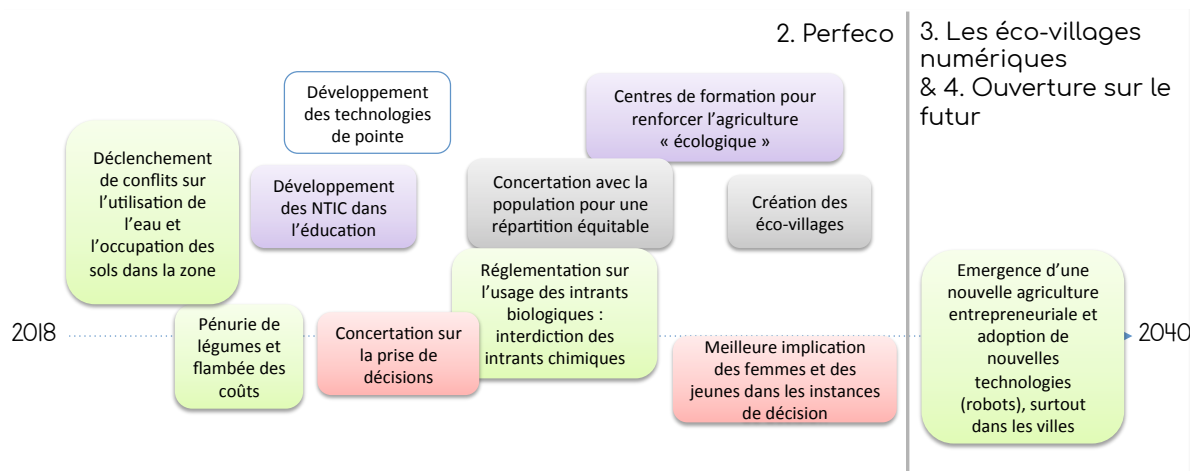 2. Perfeco
3. Les éco-villages
numériques
& 4. Ouverture sur le
futur
Développement
des technologies
de pointe
Centres de formation pour
renforcer l'agriculture
« écologique »
Déclenchement
de conflits sur
l'utilisation de
l'eau et
l'occupation des
sols dans la zone
Développement
des NTIC dans
l'éducation
Concertation avec la
population pour une
répartition équitable
Création des
éco-villages
2018
Pénurie de
légumes et
flambée des
coûts
Concertation sur
la prise de
décisions
Réglementation sur
l'usage des intrants
biologiques :
interdiction des
intrants chimiques
Meilleure implication
des femmes et des
jeunes dans les instances
de décision
Emergence d'une
nouvelle agriculture
entrepreneuriale et
adoption de
nouvelles
technologies
(robots), surtout
dans les villes
2040